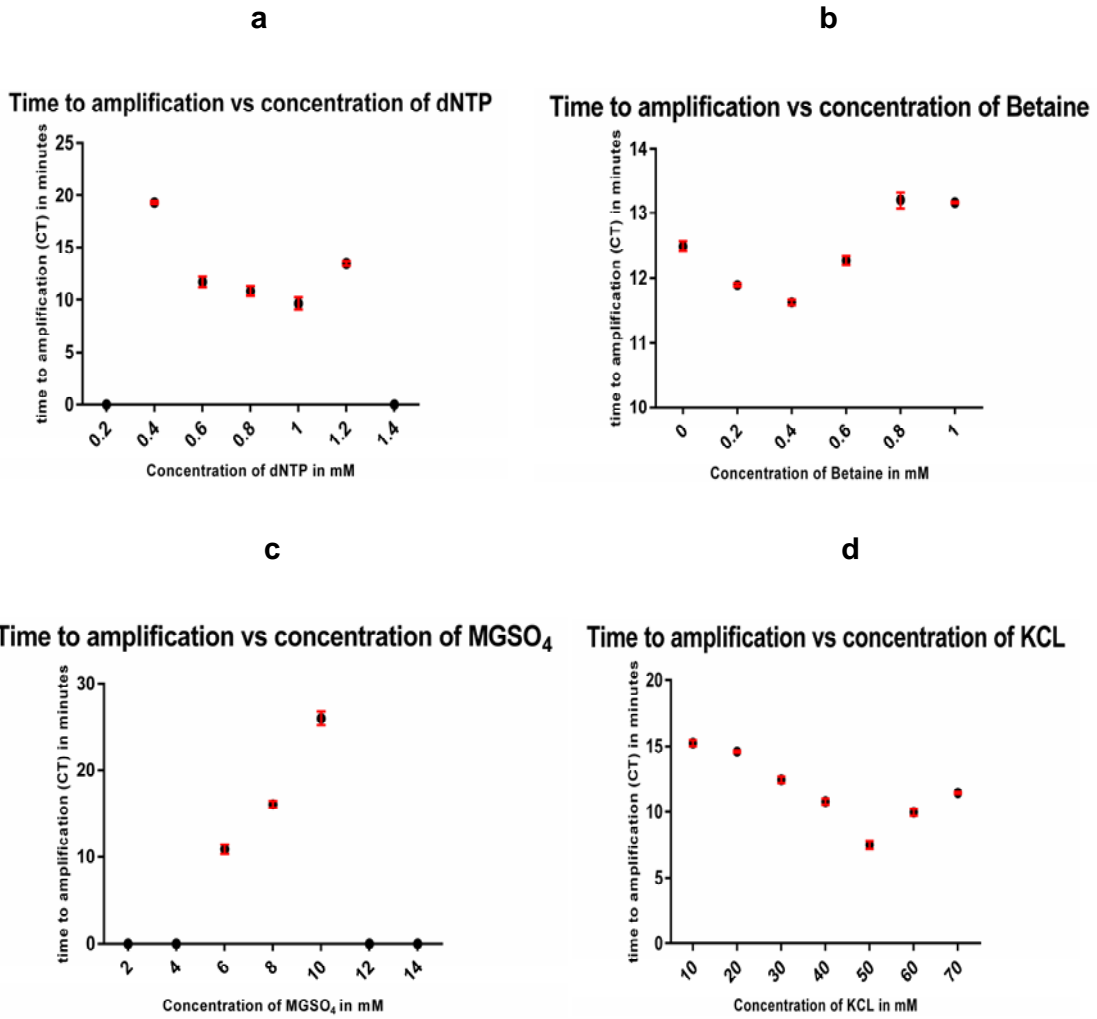 a
Time to amplification vs concentration of dNTP
time to amplification (CT) in minutes
25
20
15
10
5
0
0.2 0.4 0.6 0.8 1 1.2 1.4
Concentration of dNTP in mM
b
Time to amplification vs concentration of Betaine
time to amplification (CT) in minutes
14
13
12
11
10
0 0.2 0.4 0.6 0.8 1
Concentration of Betaine in mM
c
Time to amplification vs concentration of MGSO₄
time to amplification (CT) in minutes
30
20
10
0
2 4 6 8 10 12 14
Concentration of MGSO₄ in mM
d
Time to amplification vs concentration of KCL
time to amplification (CT) in minutes
20
15
10
5
0
10 20 30 40 50 60 70
Concentration of KCL in mM